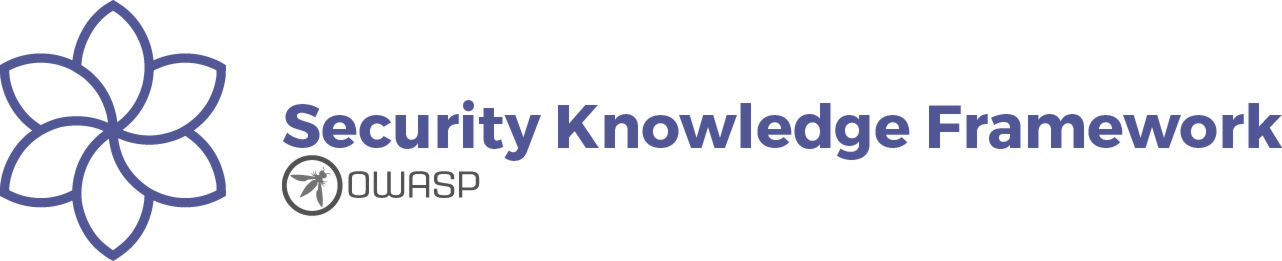 Security Knowledge Framework
OWASP